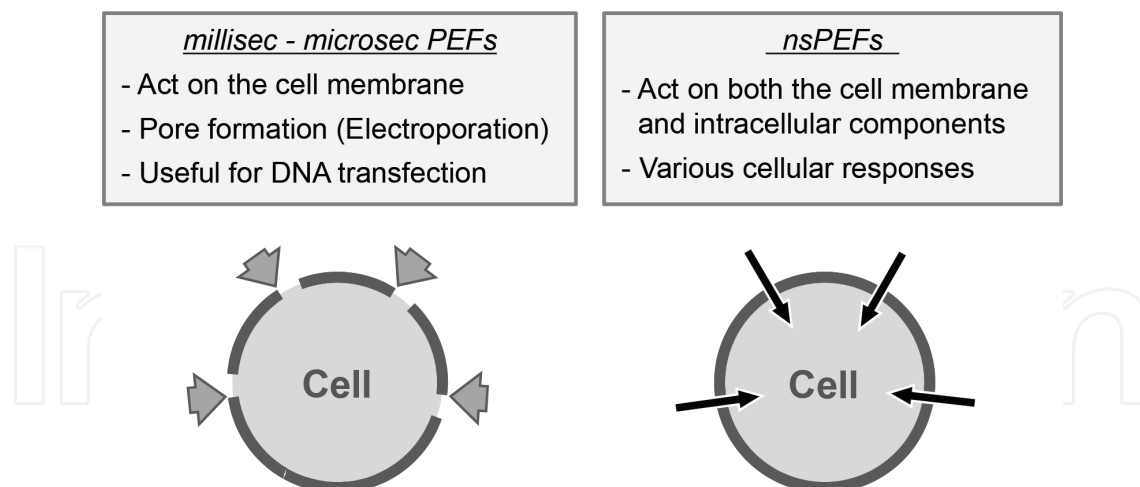 millisec - microsec PEFs
- Act on the cell membrane
- Pore formation (Electroporation)
- Useful for DNA transfection
nsPEFs
- Act on both the cell membrane
and intracellular components
- Various cellular responses
Cell
Cell